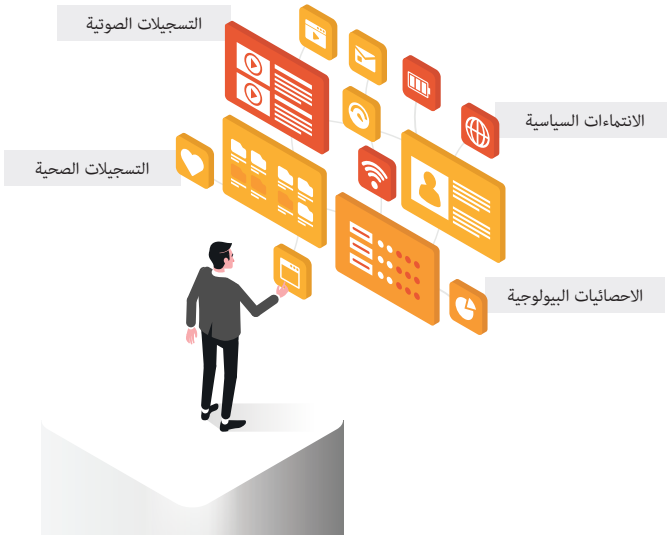 التسجيلات الصوتية
الانتماءات السياسية
التسجيلات الصحية
الاحصائيات البيولوجية